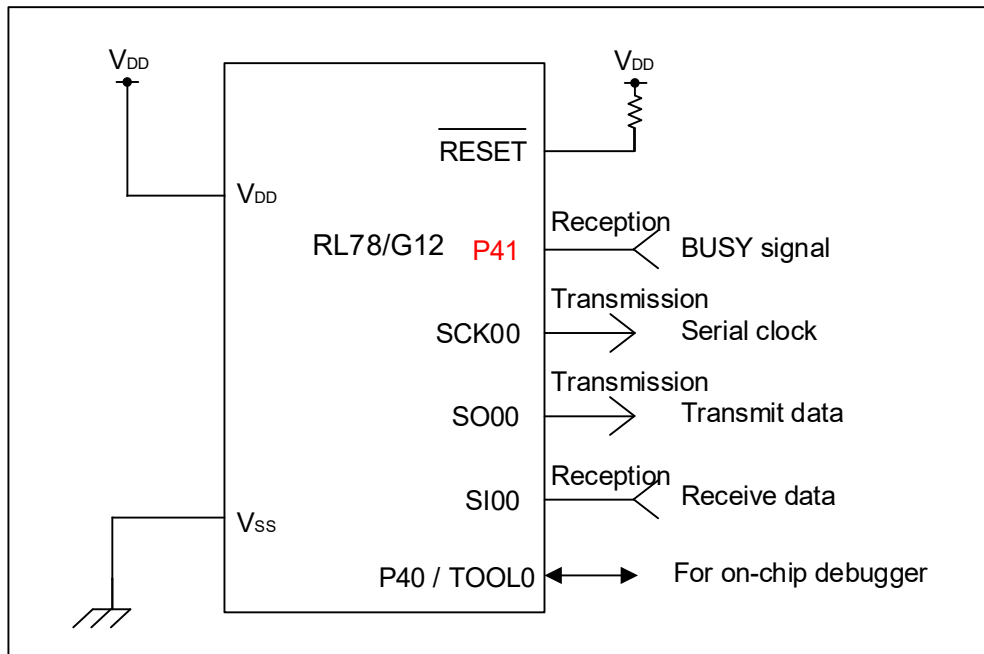 VDD
VDD
RESET
VDD
Reception
RL78/G12 P41 BUSY signal
Transmission
SCK00 Serial clock
Transmission
SO00 Transmit data
Reception
SI00 Receive data
VSS
P40 / TOOL0 For on-chip debugger